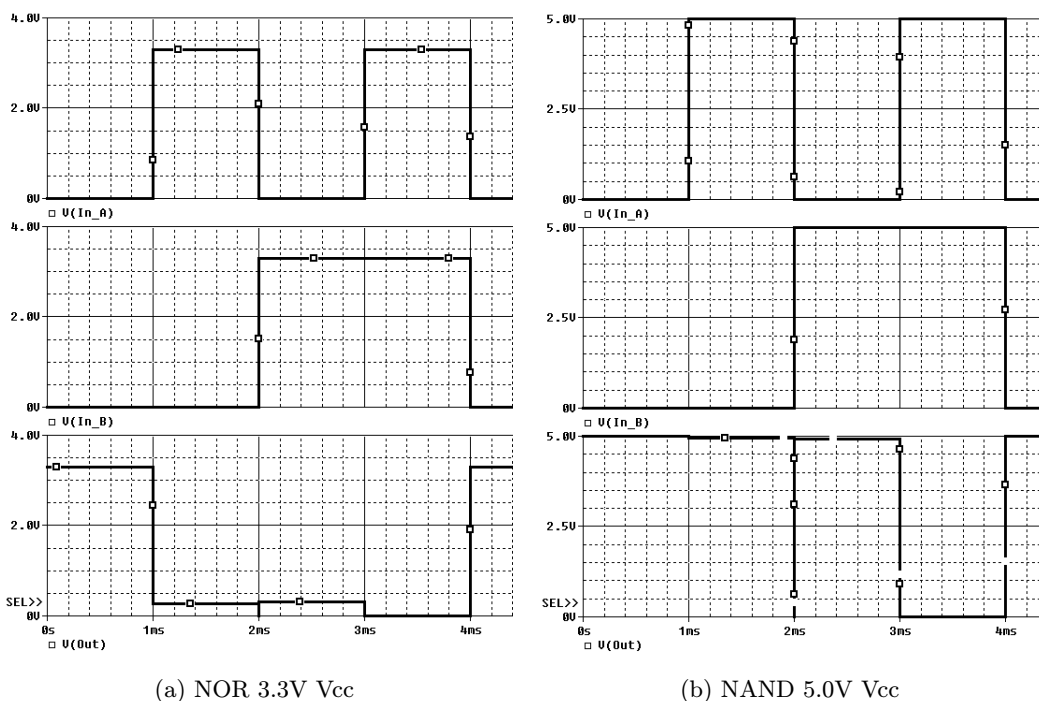 4.0V
2.0V
0V
V(In_A)
4.0V
2.0V
0V
V(In_B)
4.0V
2.0V
SEL>>
0V
0s 1ms 2ms 3ms 4ms
V(Out)
(a) NOR 3.3V Vcc
5.0V
2.5V
0V
V(In_A)
5.0V
2.5V
0V
V(In_B)
5.0V
2.5V
SEL>>
0V
0s 1ms 2ms 3ms 4ms
V(Out)
(b) NAND 5.0V Vcc